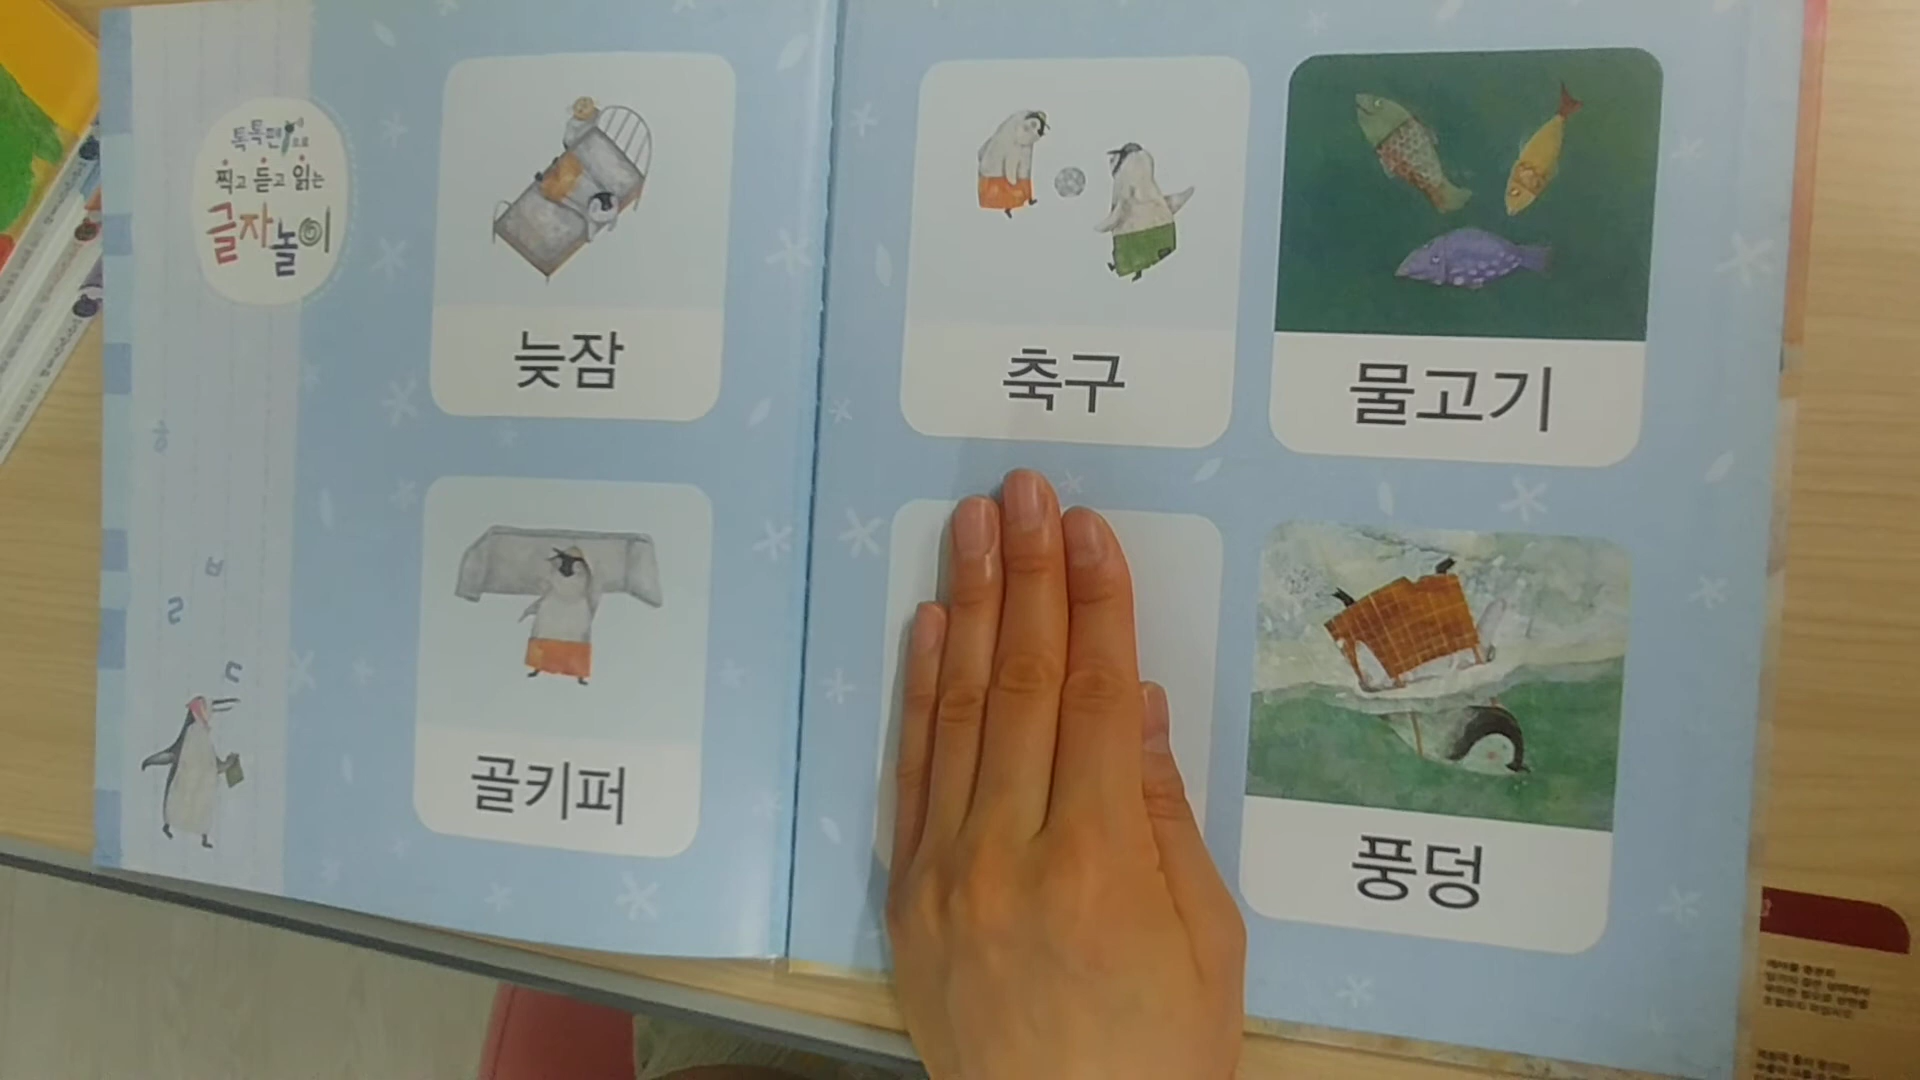 톡톡펜으로
찍고 듣고 읽는
글자놀이
늦잠
축구
물고기
골키퍼
풍덩
ㅂ
ㄹ
ㄷ